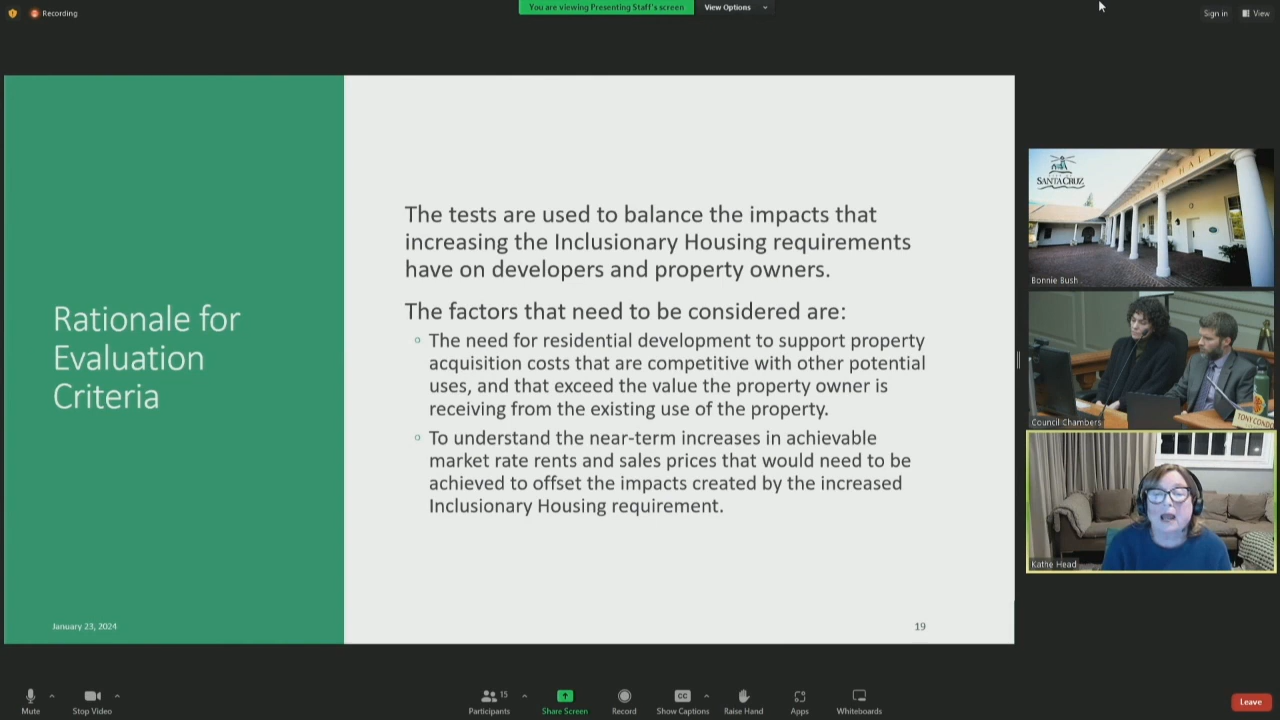 Recording
You are viewing Presenting Staff's screen
View Options
Sign in
View
Rationale for
Evaluation
Criteria
The tests are used to balance the impacts that
increasing the Inclusionary Housing requirements
have on developers and property owners.
The factors that need to be considered are:
The need for residential development to support property
acquisition costs that are competitive with other potential
uses, and that exceed the value the property owner is
receiving from the existing use of the property.
To understand the near-term increases in achievable
market rate rents and sales prices that would need to be
achieved to offset the impacts created by the increased
Inclusionary Housing requirement.
January 23, 2024
19
SANTA CRUZ
HALL
Bonnie Bush
TONY CONDO
Council Chambers
Kathe Head
Mute
Stop Video
Participants
15
Share Screen
Record
CC
Show Captions
Raise Hand
Apps
Whiteboards
Leave